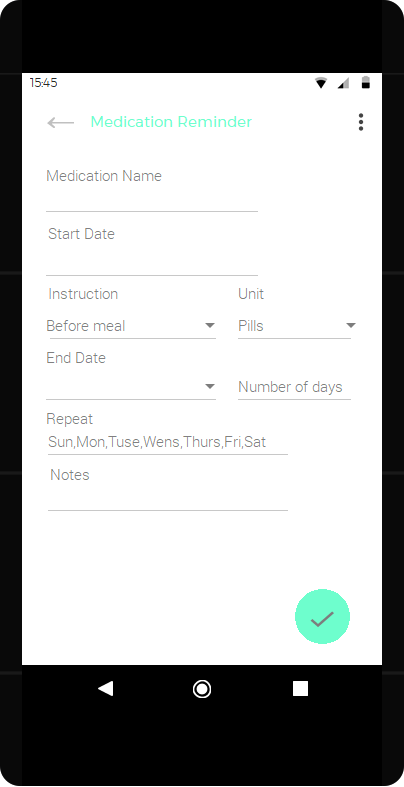 15:45
Medication Reminder
Medication Name
Start Date
Instruction Unit
Before meal Pills
End Date
Number of days
Repeat
Sun,Mon,Tuse,Wens,Thurs,Fri,Sat
Notes